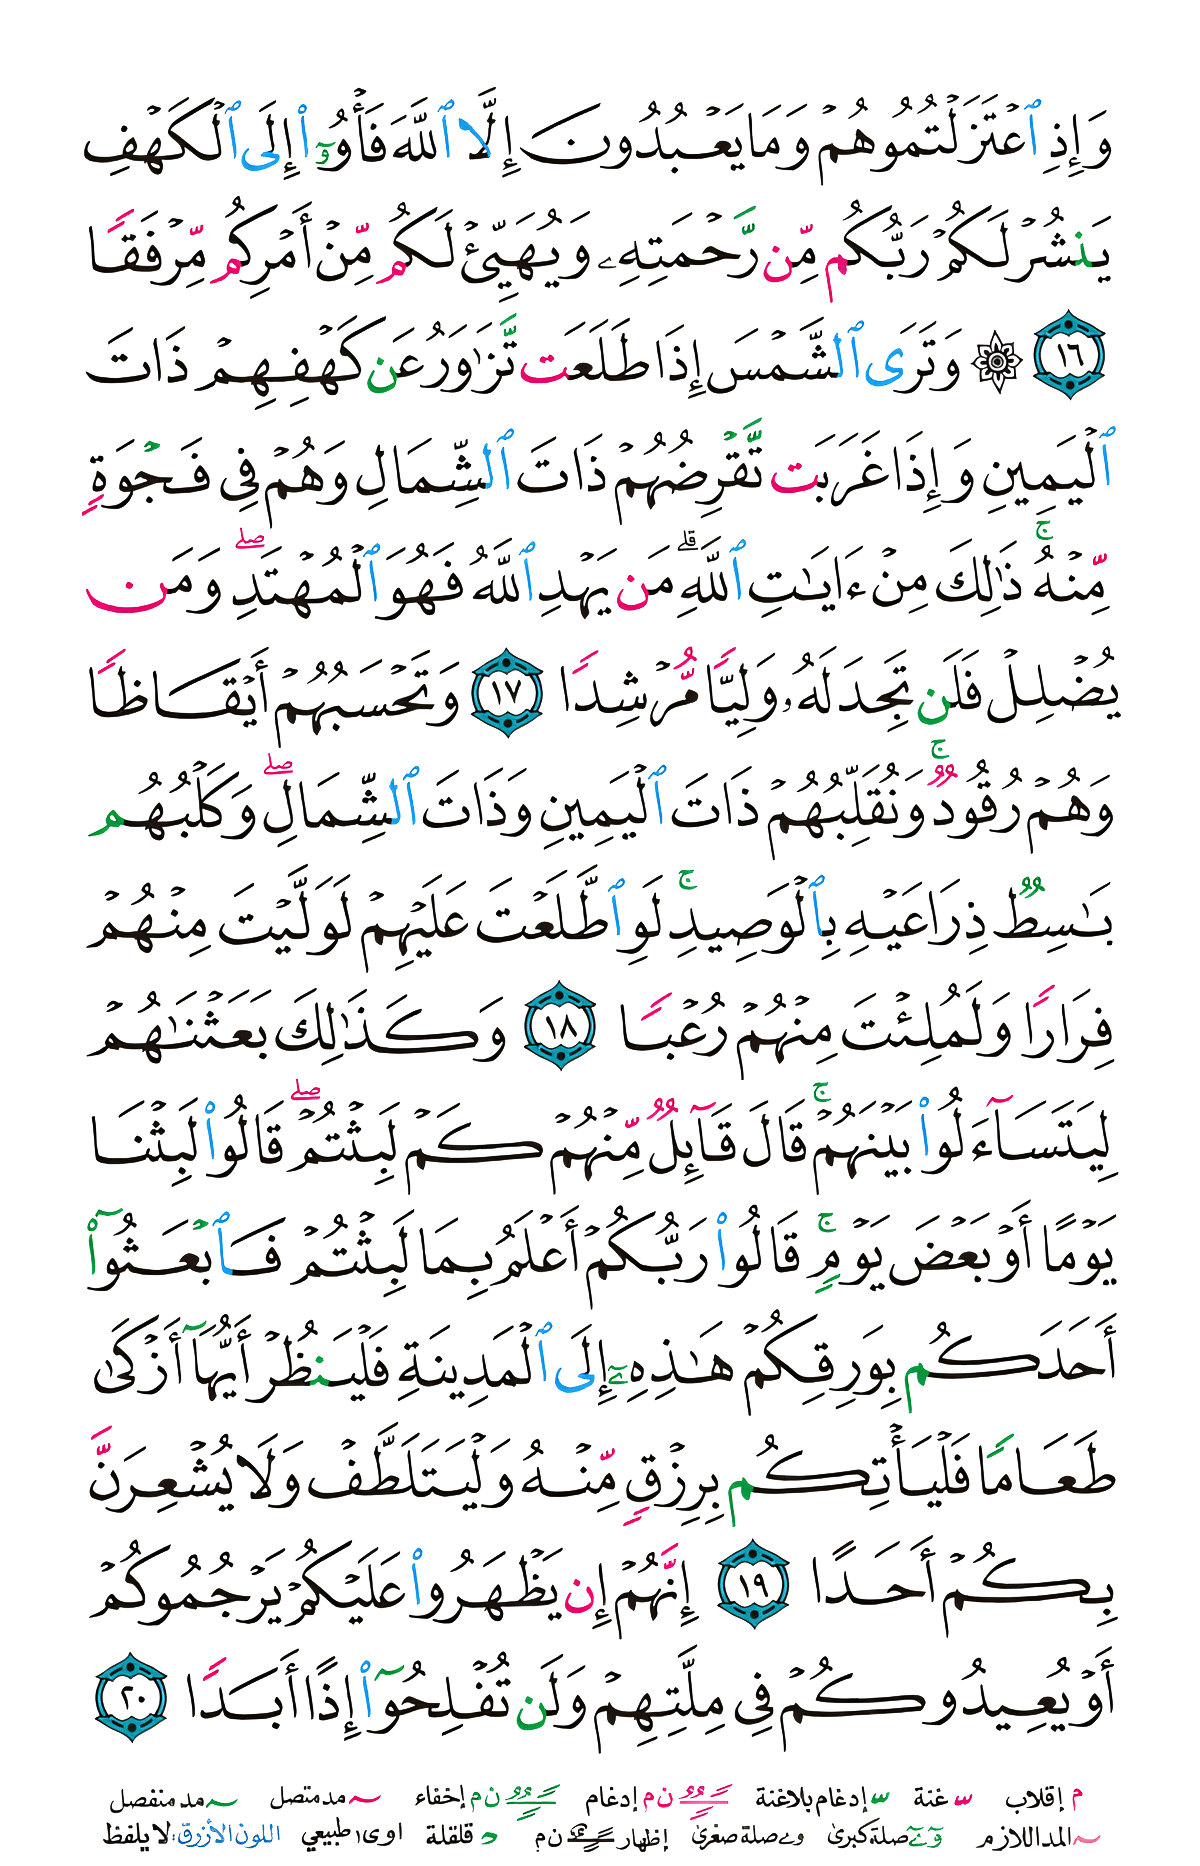 وَإِذِ ٱعۡتَزَلۡتُمُوهُمۡ وَمَا يَعۡبُدُونَ إِلَّا ٱللَّهَ فَأۡوُۥٓاْ إِلَى ٱلۡكَهۡفِ
يَنشُرۡ لَكُمۡ رَبُّكُم مِّن رَّحۡمَتِهِۦ وَيُهَيِّئۡ لَكُم مِّنۡ أَمۡرِكُم مِّرۡفَقٗا
١٦ ۞ وَتَرَى ٱلشَّمۡسَ إِذَا طَلَعَت تَّزَٰوَرُ عَن كَهۡفِهِمۡ ذَاتَ
ٱلۡيَمِينِ وَإِذَا غَرَبَت تَّقۡرِضُهُمۡ ذَاتَ ٱلشِّمَالِ وَهُمۡ فِي فَجۡوَةٖ
مِّنۡهُۚ ذَٰلِكَ مِنۡ ءَايَٰتِ ٱللَّهِۗ مَن يَهۡدِ ٱللَّهُ فَهُوَ ٱلۡمُهۡتَدِۖ وَمَن
يُضۡلِلۡ فَلَن تَجِدَ لَهُۥ وَلِيّٗا مُّرۡشِدٗا ١٧ وَتَحۡسَبُهُمۡ أَيۡقَاظٗا
وَهُمۡ رُقُودٞۚ وَنُقَلِّبُهُمۡ ذَاتَ ٱلۡيَمِينِ وَذَاتَ ٱلشِّمَالِۖ وَكَلۡبُهُم
بَٰسِطٞ ذِرَاعَيۡهِ بِٱلۡوَصِيدِۚ لَوِ ٱطَّلَعۡتَ عَلَيۡهِمۡ لَوَلَّيۡتَ مِنۡهُمۡ
فِرَارٗا وَلَمُلِئۡتَ مِنۡهُمۡ رُعۡبٗا ١٨ وَكَذَٰلِكَ بَعَثۡنَٰهُمۡ
لِيَتَسَآءَلُواْ بَيۡنَهُمۡۚ قَالَ قَآئِلٞ مِّنۡهُمۡ كَمۡ لَبِثۡتُمۡۖ قَالُواْ لَبِثۡنَا
يَوۡمًا أَوۡ بَعۡضَ يَوۡمٖۚ قَالُواْ رَبُّكُمۡ أَعۡلَمُ بِمَا لَبِثۡتُمۡ فَٱبۡعَثُوٓاْ
أَحَدَكُم بِوَرِقِكُمۡ هَٰذِهِۦٓ إِلَى ٱلۡمَدِينَةِ فَلۡيَنظُرۡ أَيُّهَآ أَزۡكَىٰ
طَعَامٗا فَلۡيَأۡتِكُم بِرِزۡقٖ مِّنۡهُ وَلۡيَتَلَطَّفۡ وَلَا يُشۡعِرَنَّ
بِكُمۡ أَحَدًا ١٩ إِنَّهُمۡ إِن يَظۡهَرُواْ عَلَيۡكُمۡ يَرۡجُمُوكُمۡ
أَوۡ يُعِيدُوكُمۡ فِي مِلَّتِهِمۡ وَلَن تُفۡلِحُوٓاْ إِذًا أَبَدٗا ٢٠
م إقلاب غنة إدغام بلاغنة ن م إدغام ن م إخفاء مد متصل مد منفصل
المد اللازم صلة كبرى صلة صغرى إظهار ن م قلقلة اوى طبيعي اللون الأزرق: لا يلفظ